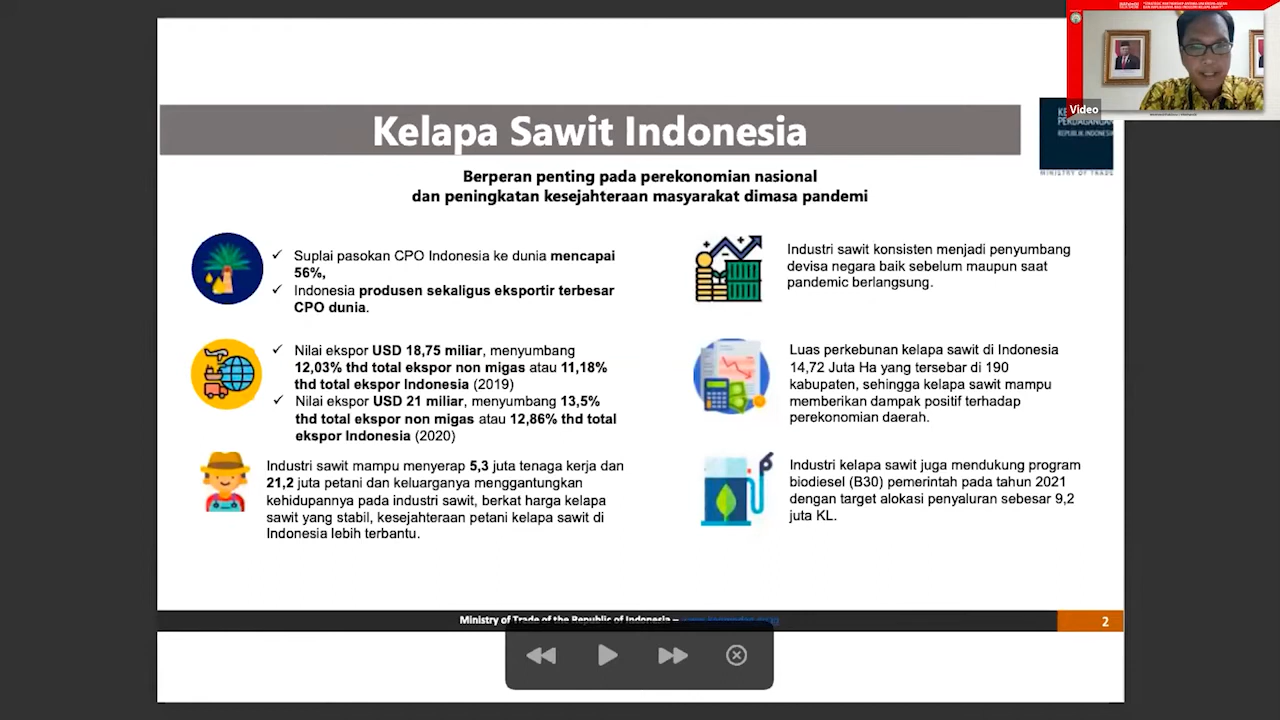 "STRATEGIC PARTNERSHIP
Video
Kelapa Sawit Indonesia
PERDAGANGAN
REPUBLIK INDONESIA
MINISTRY OF TRADE
Berperan penting pada perekonomian nasional
dan peningkatan kesejahteraan masyarakat dimasa pandemi
✓ Suplai pasokan CPO Indonesia ke dunia mencapai
56%,
✓ Indonesia produsen sekaligus eksportir terbesar
CPO dunia.
✓ Nilai ekspor USD 18,75 miliar, menyumbang
12,03% thd total ekspor non migas atau 11,18%
thd total ekspor Indonesia (2019)
✓ Nilai ekspor USD 21 miliar, menyumbang 13,5%
thd total ekspor non migas atau 12,86% thd total
ekspor Indonesia (2020)
Industri sawit mampu menyerap 5,3 juta tenaga kerja dan
21,2 juta petani dan keluarganya menggantungkan
kehidupannya pada industri sawit, berkat harga kelapa
sawit yang stabil, kesejahteraan petani kelapa sawit di
Indonesia lebih terbantu.
Industri sawit konsisten menjadi penyumbang
devisa negara baik sebelum maupun saat
pandemic berlangsung.
Luas perkebunan kelapa sawit di Indonesia
14,72 Juta Ha yang tersebar di 190
kabupaten, sehingga kelapa sawit mampu
memberikan dampak positif terhadap
perekonomian daerah.
Industri kelapa sawit juga mendukung program
biodiesel (B30) pemerintah pada tahun 2021
dengan target alokasi penyaluran sebesar 9,2
juta KL.
Ministry of Trade of the Republic of Indonesia –
2